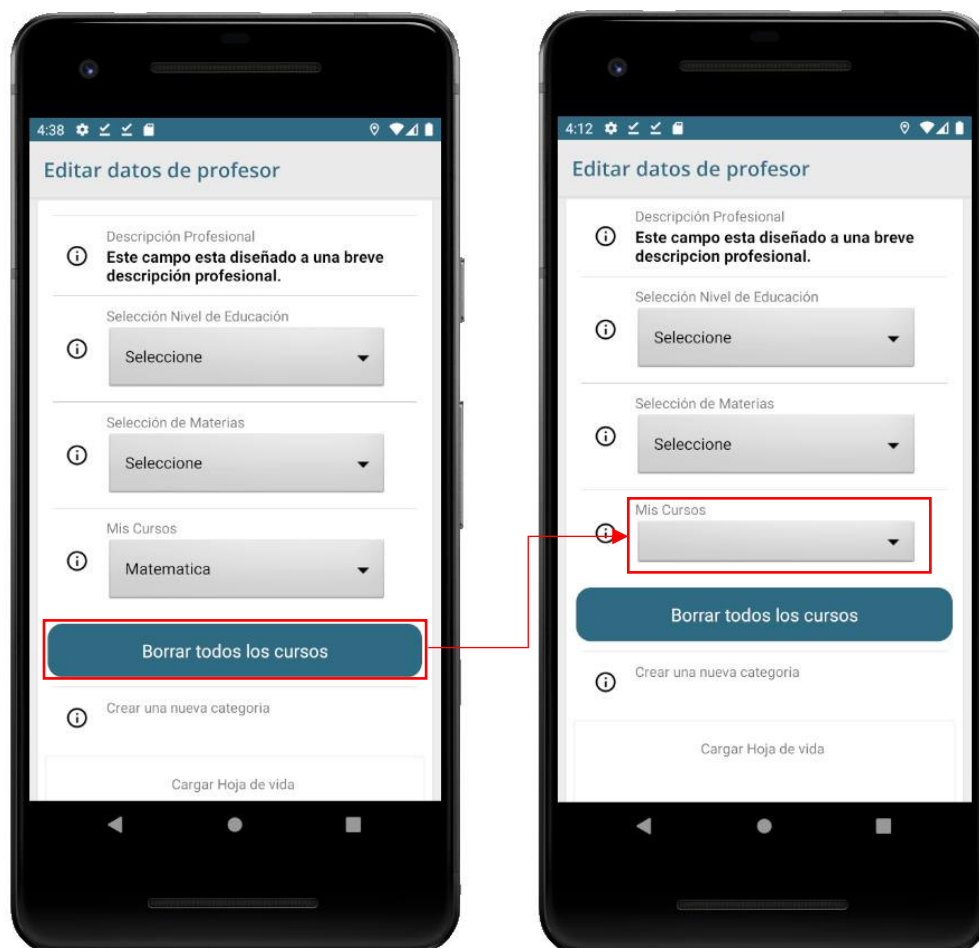 4:38
Editar datos de profesor
Descripción Profesional
Este campo esta diseñado a una breve
descripción profesional.
Selección Nivel de Educación
Seleccione
Selección de Materias
Seleccione
Mis Cursos
Matematica
Borrar todos los cursos
Crear una nueva categoria
Cargar Hoja de vida
4:12
Editar datos de profesor
Descripción Profesional
Este campo esta diseñado a una breve
descripcion profesional.
Selección Nivel de Educación
Seleccione
Selección de Materias
Seleccione
Mis Cursos
Borrar todos los cursos
Crear una nueva categoria
Cargar Hoja de vida